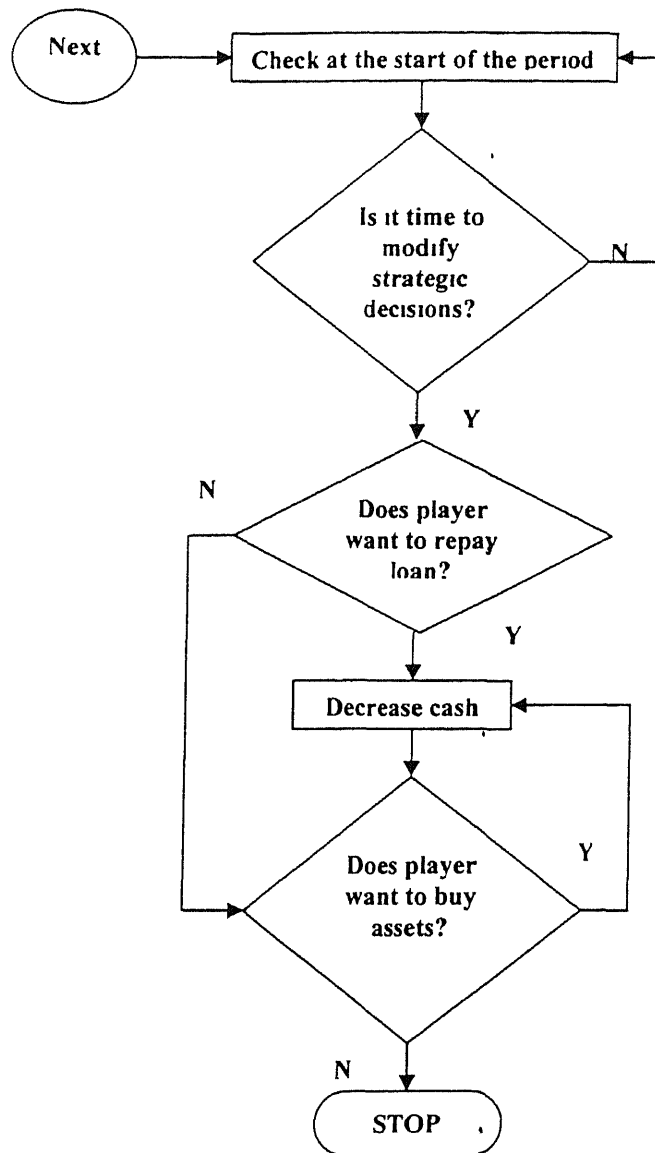 Next
Check at the start of the period
Is it time to
modify
strategic
decisions?
N
Y
N
Does player
want to repay
loan?
Y
Decrease cash
Does player
want to buy
assets?
Y
N
STOP